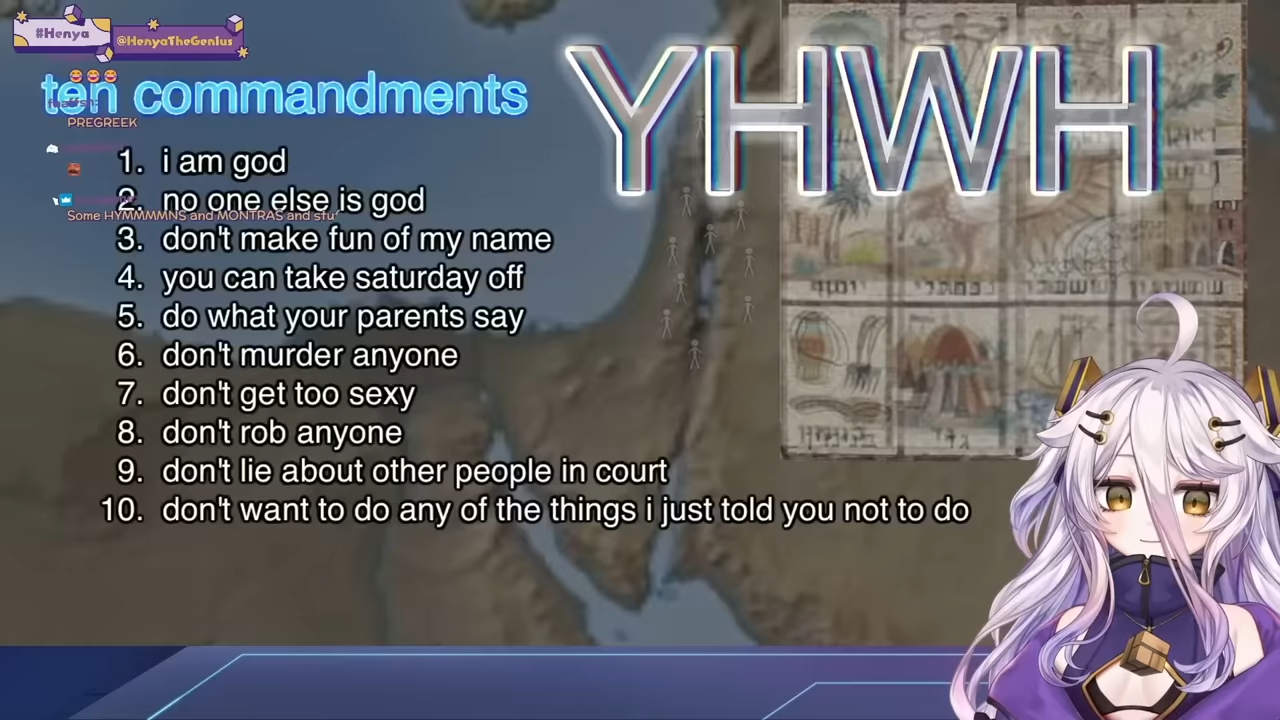 #Henya
@HenyaTheGenius
YHWH
ten commandments
PREGREEK
1. i am god
2. no one else is god
Some HYMMMMNS and MONTRAS and stu
3. don't make fun of my name
4. you can take saturday off
5. do what your parents say
6. don't murder anyone
7. don't get too sexy
8. don't rob anyone
9. don't lie about other people in court
10. don't want to do any of the things i just told you not to do